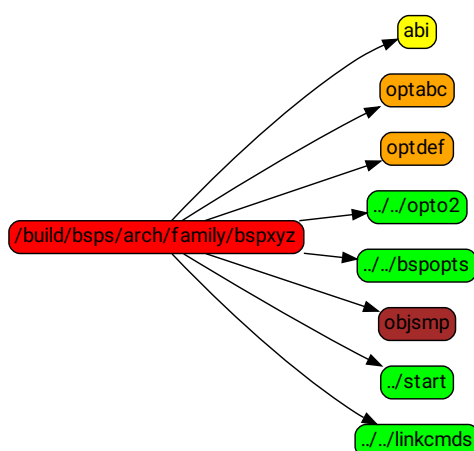 abi
optabc
optdef
../../opto2
/build/bsps/arch/family/bspxyz
../../bspopts
objsmp
../start
../../linkcmds